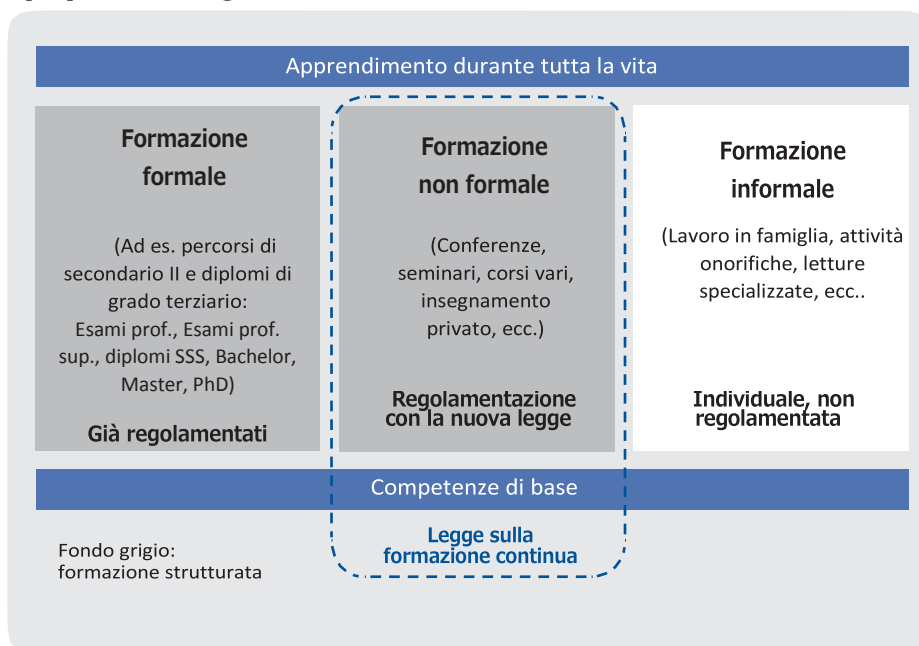 Apprendimento durante tutta la vita
Formazione
formale
(Ad es. percorsi di
secondario II e diplomi di
grado terziario:
Esami prof., Esami prof.
sup., diplomi SSS, Bachelor,
Master, PhD)
Già regolamentati
Formazione
non formale
(Conferenze,
seminari, corsi vari,
insegnamento
privato, ecc.)
Regolamentazione
con la nuova legge
Formazione
informale
(Lavoro in famiglia, attività
onorifiche, letture
specializzate, ecc..
Individuale, non
regolamentata
Competenze di base
Legge sulla
formazione continua
Fondo grigio:
formazione strutturata